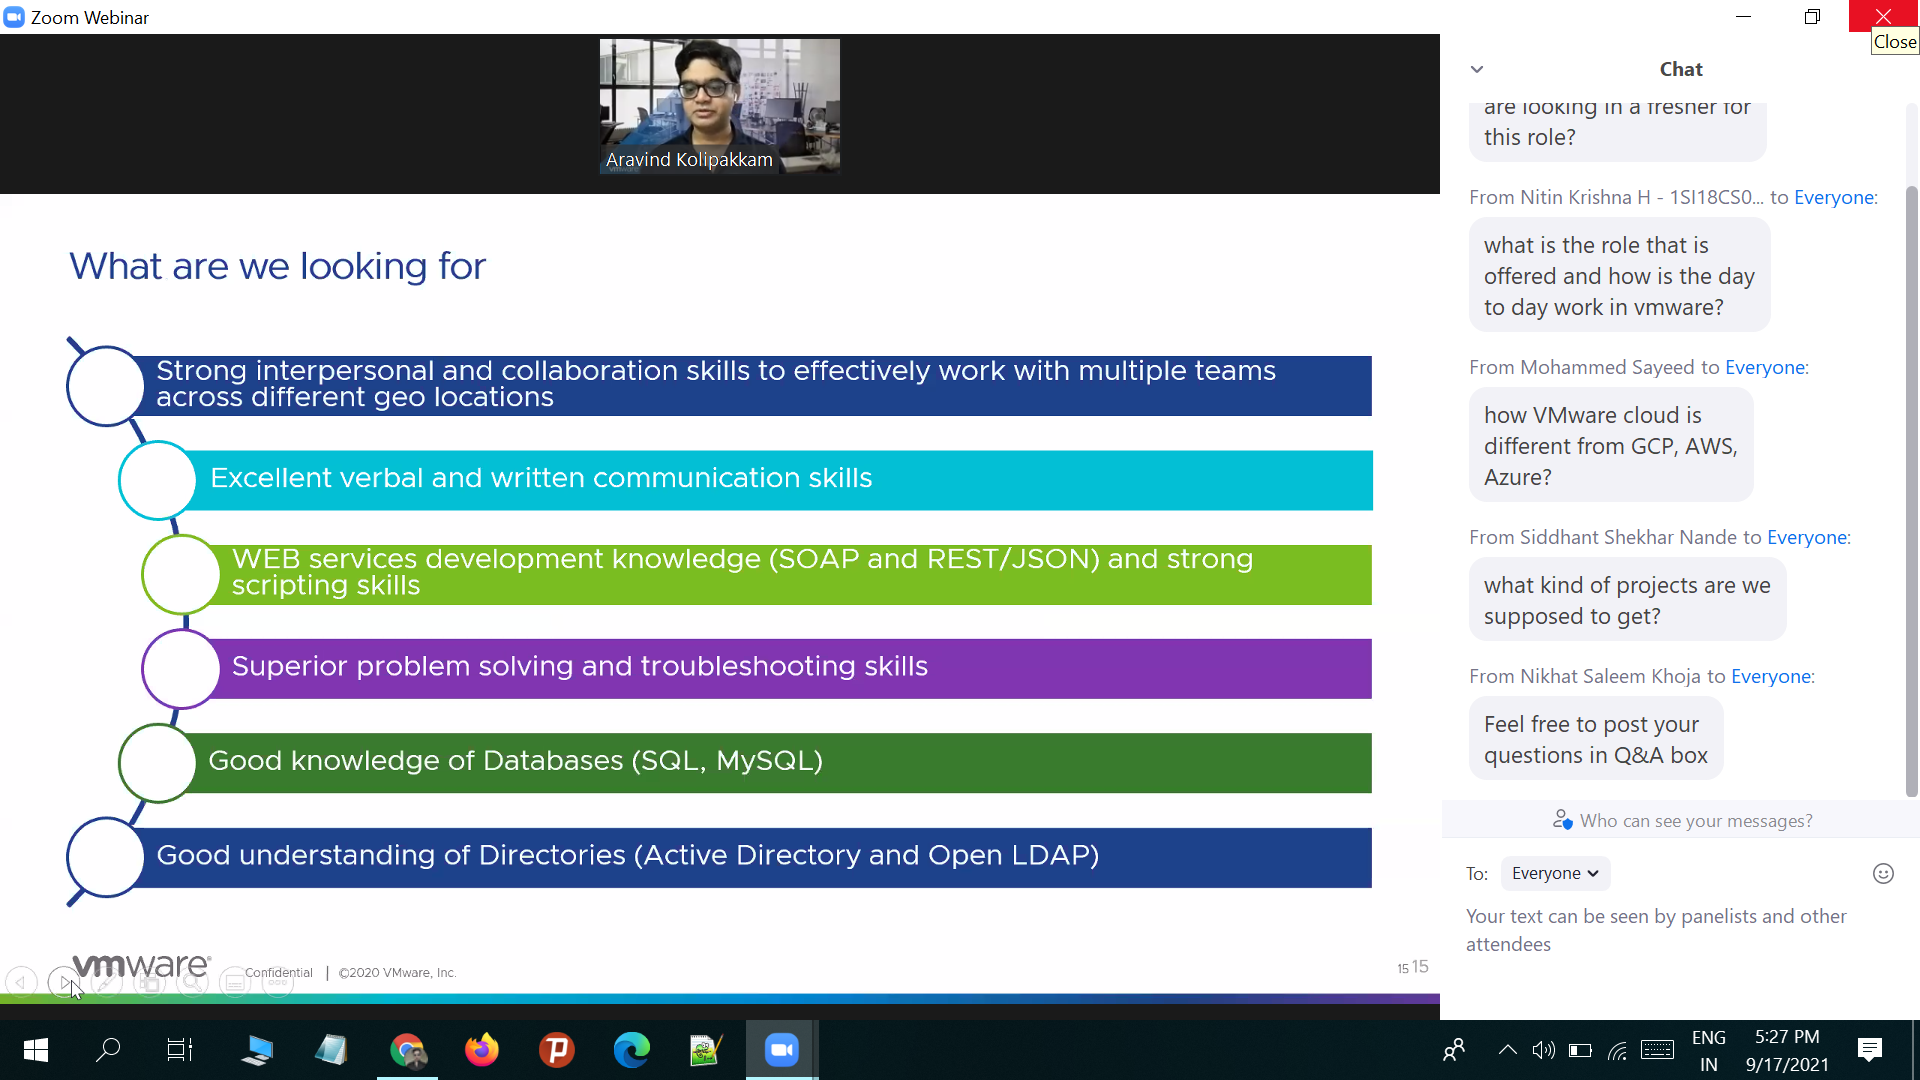 Zoom Webinar
Close
Aravind Kolipakkam
What are we looking for
Strong interpersonal and collaboration skills to effectively work with multiple teams
across different geo locations
Excellent verbal and written communication skills
WEB services development knowledge (SOAP and REST/JSON) and strong
scripting skills
Superior problem solving and troubleshooting skills
Good knowledge of Databases (SQL, MySQL)
Good understanding of Directories (Active Directory and Open LDAP)
vmware®
Confidential | ©2020 VMware, Inc.
15 15
Chat
are looking in a fresher for
this role?
From Nitin Krishna H - 1SI18CS0... to Everyone:
what is the role that is
offered and how is the day
to day work in vmware?
From Mohammed Sayeed to Everyone:
how VMware cloud is
different from GCP, AWS,
Azure?
From Siddhant Shekhar Nande to Everyone:
what kind of projects are we
supposed to get?
From Nikhat Saleem Khoja to Everyone:
Feel free to post your
questions in Q&A box
Who can see your messages?
To: Everyone
Your text can be seen by panelists and other
attendees
ENG
IN
5:27 PM
9/17/2021